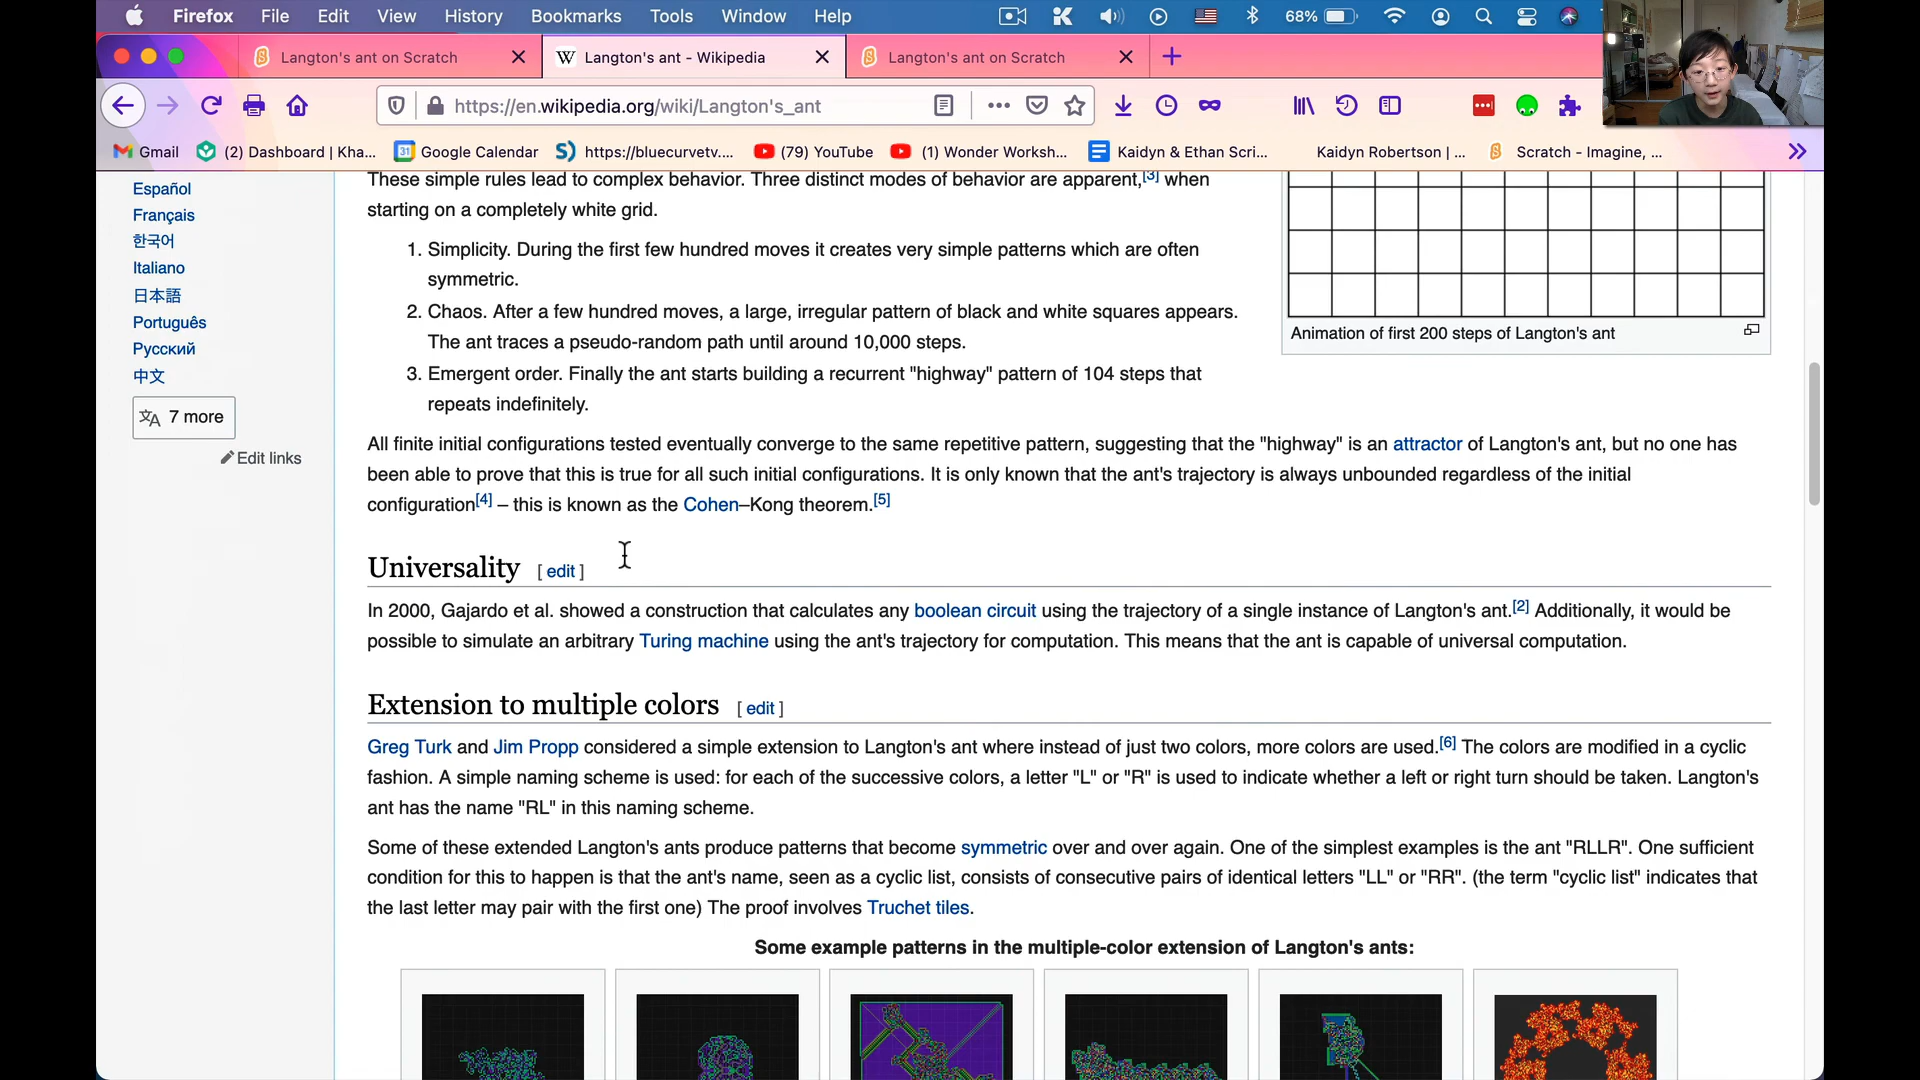 Firefox File Edit View History Bookmarks Tools Window Help 68%
Langton's ant on Scratch
Langton's ant - Wikipedia
Langton's ant on Scratch
https://en.wikipedia.org/wiki/Langton's_ant
Gmail
(2) Dashboard | Kha...
31 Google Calendar
https://bluecurvetv....
(79) YouTube
(1) Wonder Worksh...
Kaidyn & Ethan Scri...
Kaidyn Robertson | ...
Scratch - Imagine, ...
Español
Français
한국어
Italiano
日本語
Português
Русский
中文
7 more
Edit links
These simple rules lead to complex behavior. Three distinct modes of behavior are apparent,[3] when
starting on a completely white grid.
1. Simplicity. During the first few hundred moves it creates very simple patterns which are often
symmetric.
2. Chaos. After a few hundred moves, a large, irregular pattern of black and white squares appears.
The ant traces a pseudo-random path until around 10,000 steps.
3. Emergent order. Finally the ant starts building a recurrent "highway" pattern of 104 steps that
repeats indefinitely.
Animation of first 200 steps of Langton's ant
All finite initial configurations tested eventually converge to the same repetitive pattern, suggesting that the "highway" is an attractor of Langton's ant, but no one has
been able to prove that this is true for all such initial configurations. It is only known that the ant's trajectory is always unbounded regardless of the initial
configuration[4] – this is known as the Cohen–Kong theorem.[5]
Universality [ edit ]
In 2000, Gajardo et al. showed a construction that calculates any boolean circuit using the trajectory of a single instance of Langton's ant.[2] Additionally, it would be
possible to simulate an arbitrary Turing machine using the ant's trajectory for computation. This means that the ant is capable of universal computation.
Extension to multiple colors [ edit ]
Greg Turk and Jim Propp considered a simple extension to Langton's ant where instead of just two colors, more colors are used.[6] The colors are modified in a cyclic
fashion. A simple naming scheme is used: for each of the successive colors, a letter "L" or "R" is used to indicate whether a left or right turn should be taken. Langton's
ant has the name "RL" in this naming scheme.
Some of these extended Langton's ants produce patterns that become symmetric over and over again. One of the simplest examples is the ant "RLLR". One sufficient
condition for this to happen is that the ant's name, seen as a cyclic list, consists of consecutive pairs of identical letters "LL" or "RR". (the term "cyclic list" indicates that
the last letter may pair with the first one) The proof involves Truchet tiles.
Some example patterns in the multiple-color extension of Langton's ants: